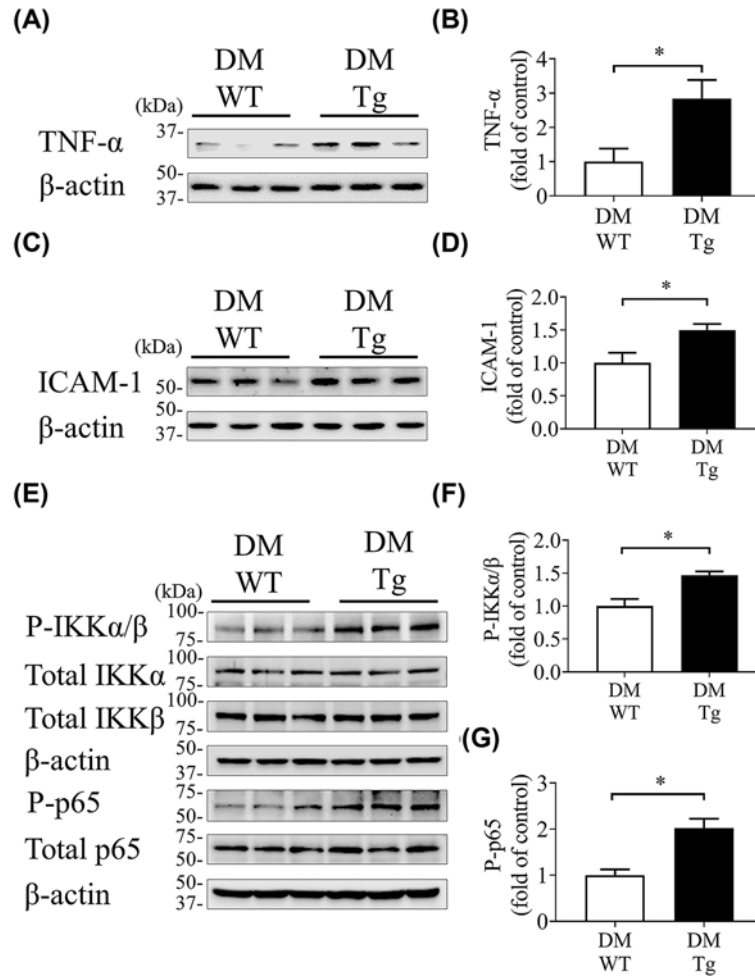 (A)
DM DM
WT Tg
(kDa)
TNF-α 37-
β-actin 50-
37-
(B)
TNF-α
(fold of control)
4
3
2
1
0
*
DM DM
WT Tg
(C)
DM DM
WT Tg
(kDa)
ICAM-1 50-
β-actin 50-
37-
(D)
ICAM-1
(fold of control)
2.0
1.5
1.0
0.5
0.0
*
DM DM
WT Tg
(E)
DM DM
WT Tg
(kDa)
P-IKKα/β 100-
75-
Total IKKα 100-
75-
Total IKKβ 100-
75-
β-actin 50-
37-
P-p65 75-
50-
Total p65 75-
50-
β-actin 50-
37-
(F)
P-IKKα/β
(fold of control)
2.0
1.5
1.0
0.5
0.0
*
DM DM
WT Tg
(G)
P-p65
(fold of control)
3
2
1
0
*
DM DM
WT Tg